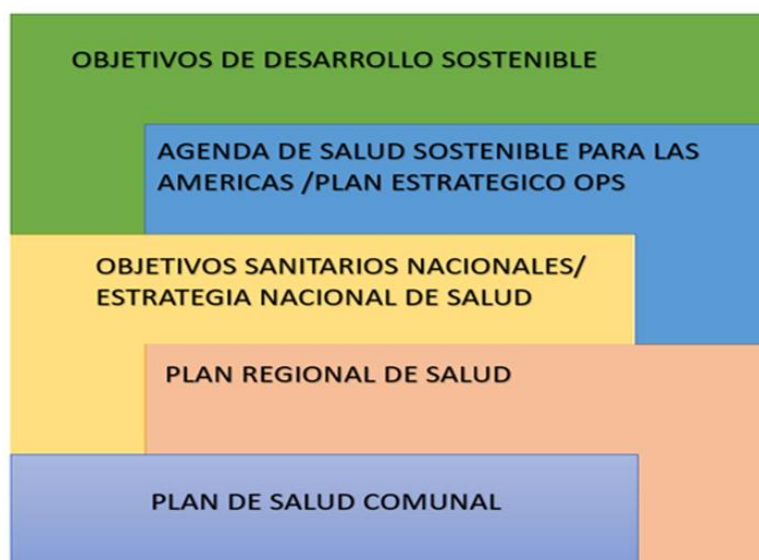 OBJETIVOS DE DESARROLLO SOSTENIBLE
AGENDA DE SALUD SOSTENIBLE PARA LAS
AMERICAS /PLAN ESTRATEGICO OPS
OBJETIVOS SANITARIOS NACIONALES/
ESTRATEGIA NACIONAL DE SALUD
PLAN REGIONAL DE SALUD
PLAN DE SALUD COMUNAL